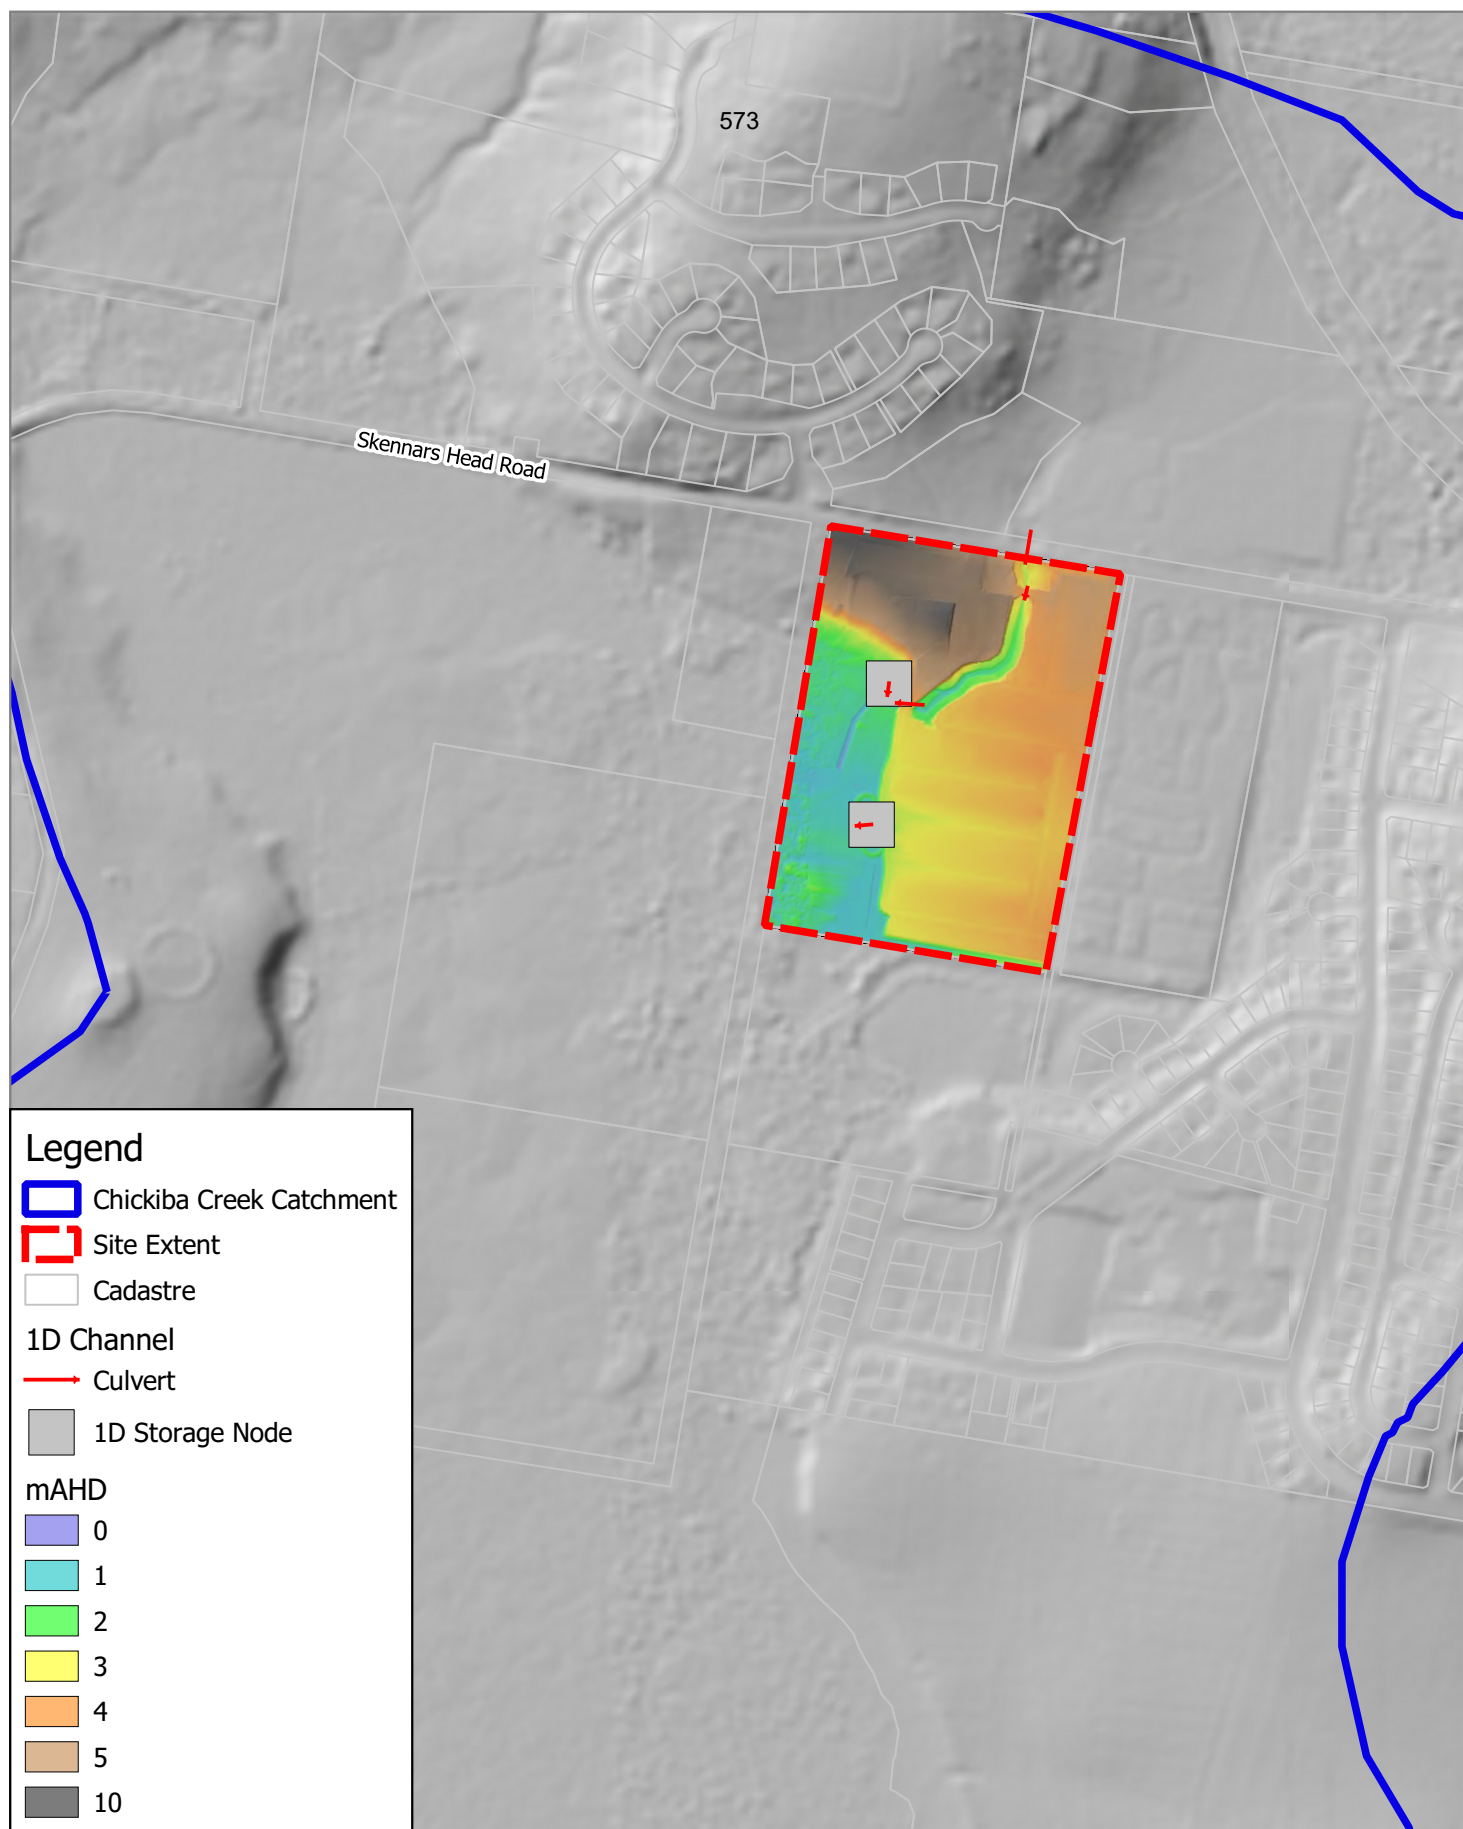 573
Skennars Head Road
Legend
Chickiba Creek Catchment
Site Extent
Cadastre
1D Channel
Culvert
1D Storage Node
mAHD
0
1
2
3
4
5
10